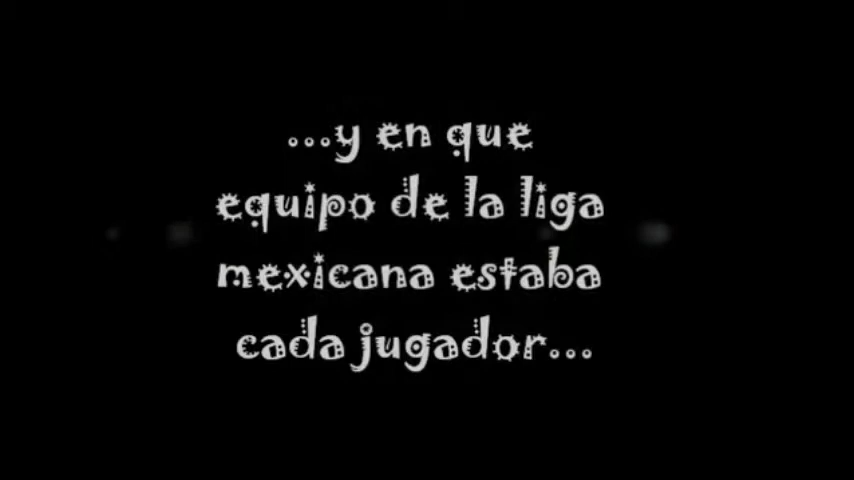 ...y en que
equipo de la liga
mexicana estaba
cada jugador...